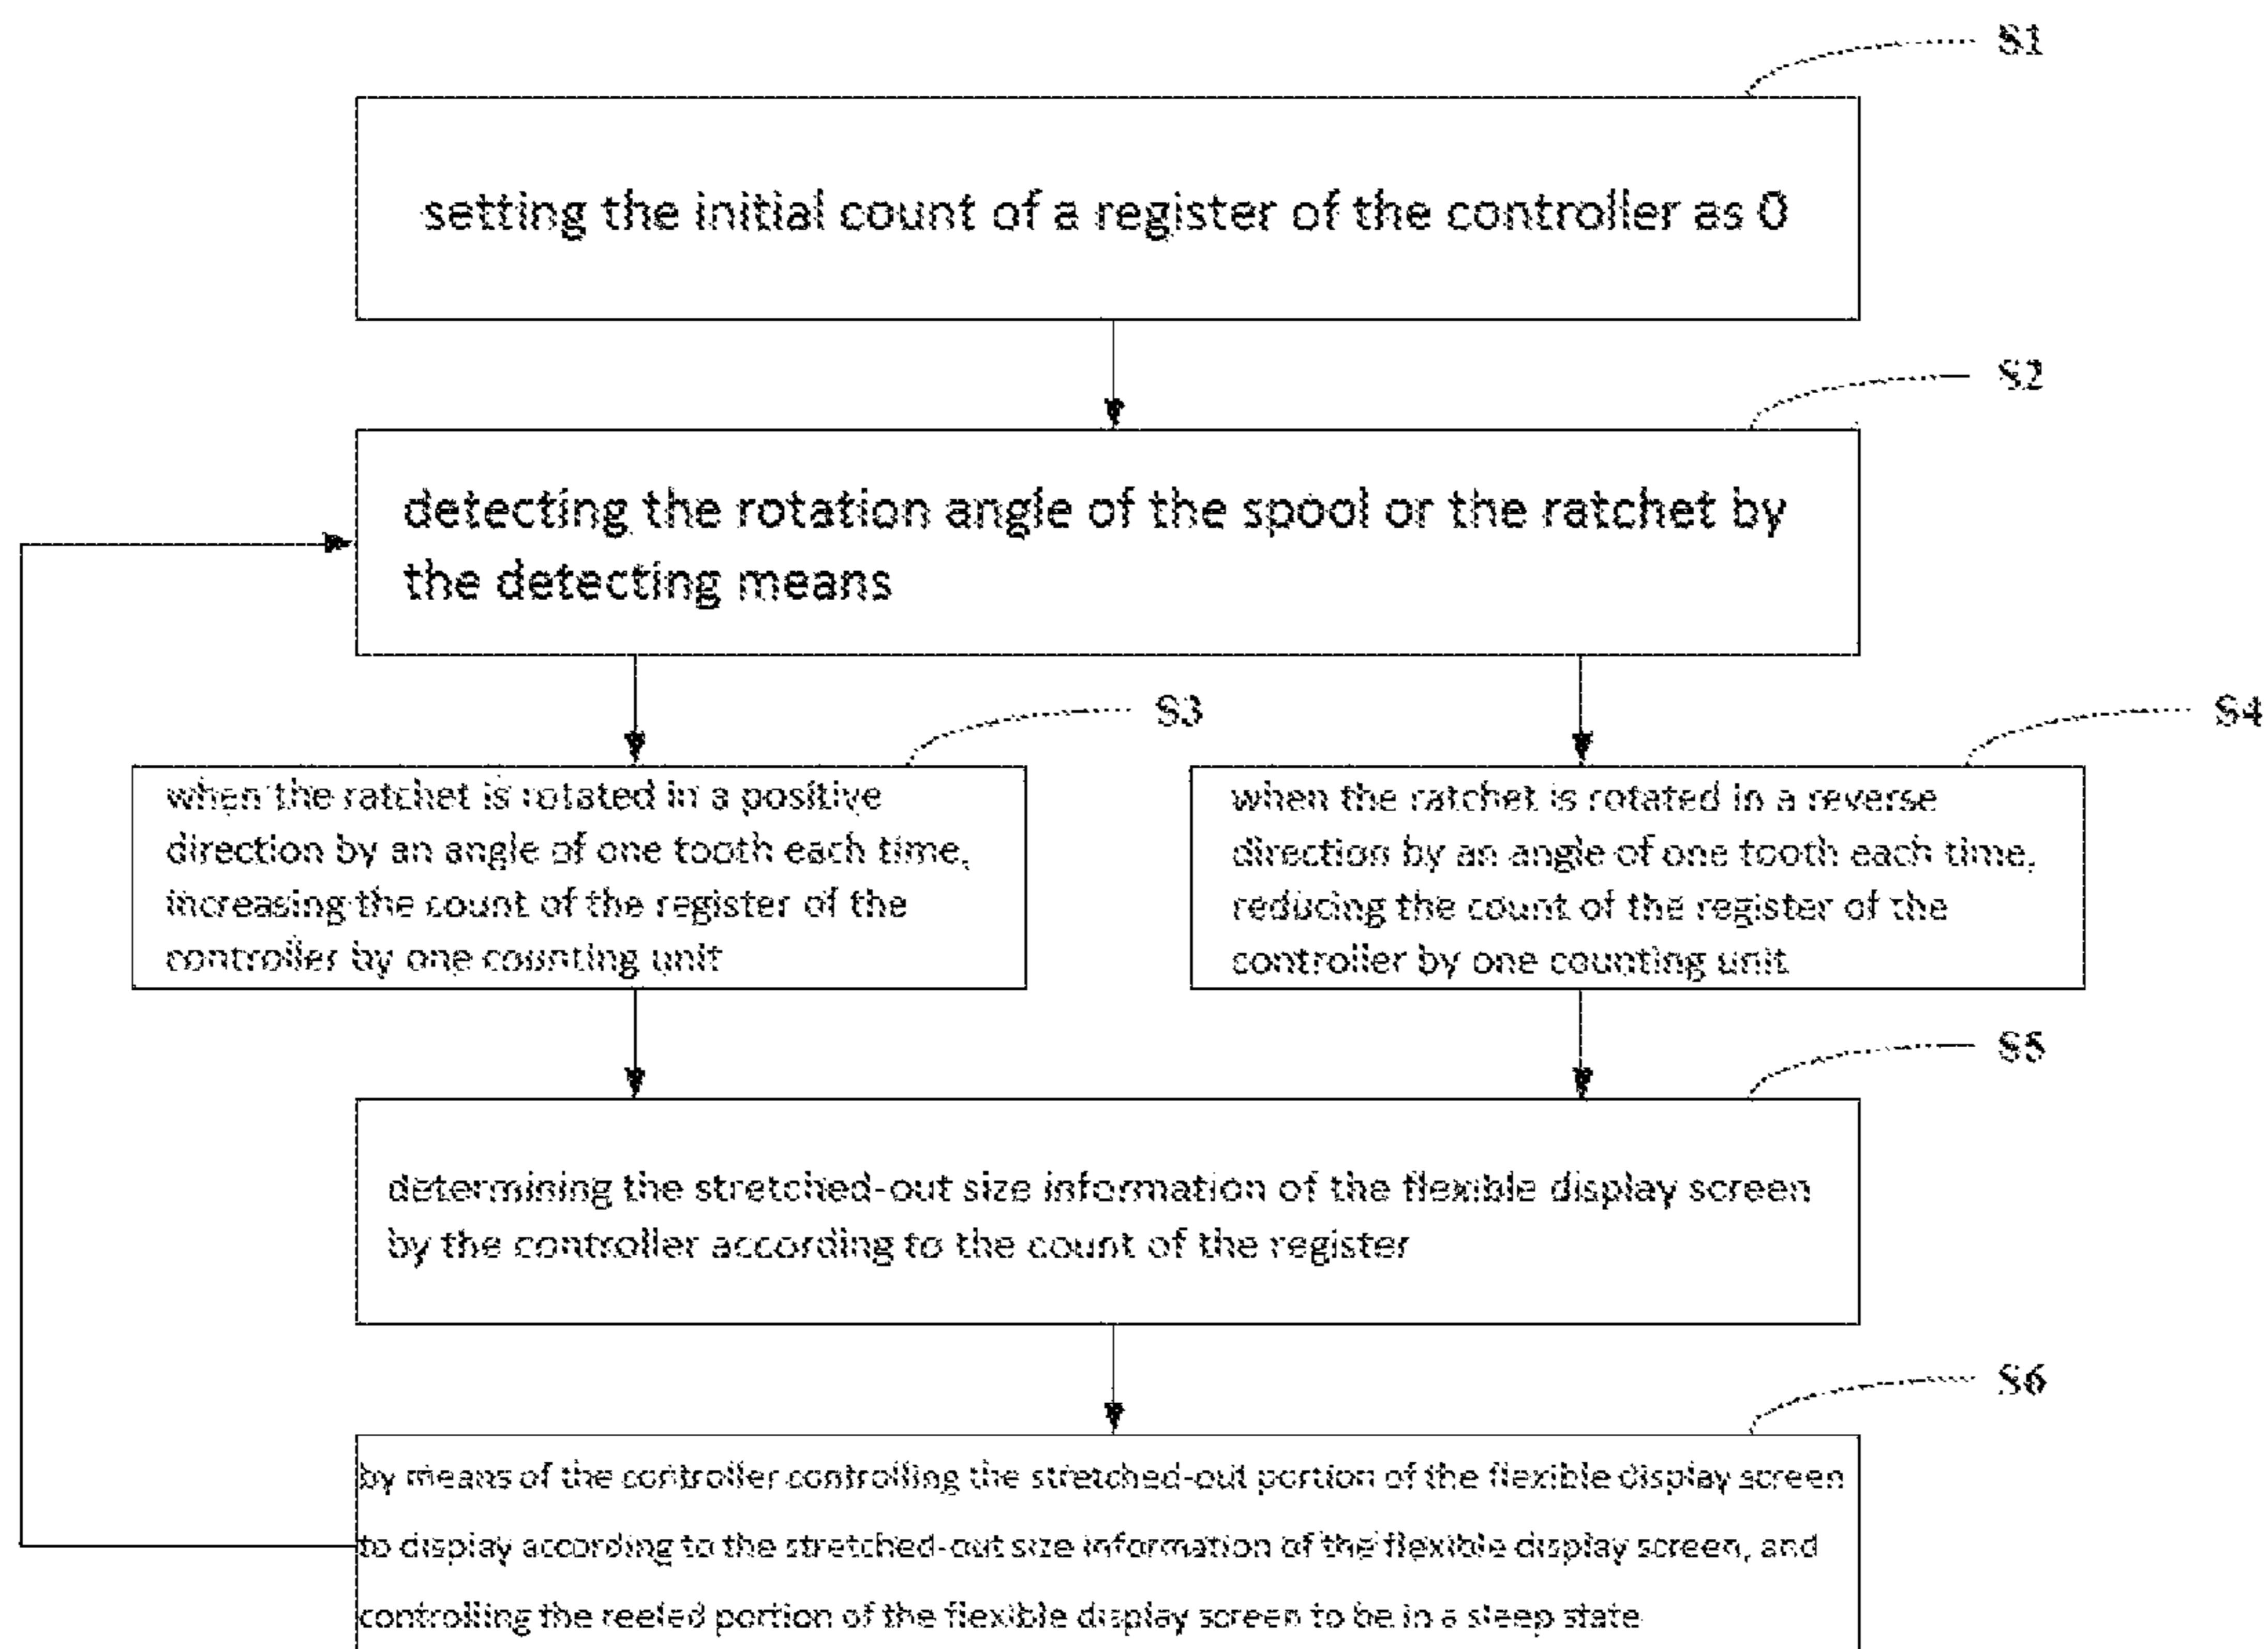 S1
setting the initial count of a register of the controller as 0
S2
detecting the rotation angle of the spool or the ratchet by
the detecting means
S3
when the ratchet is rotated in a positive
direction by an angle of one tooth each time,
increasing the count of the register of the
controller by one counting unit
S4
when the ratchet is rotated in a reverse
direction by an angle of one tooth each time,
reducing the count of the register of the
controller by one counting unit
S5
determining the stretched-out size information of the flexible display screen
by the controller according to the count of the register
S6
by means of the controller controlling the stretched-out portion of the flexible display screen
to display according to the stretched-out size information of the flexible display screen, and
controlling the reeled portion of the flexible display screen to be in a sleep state